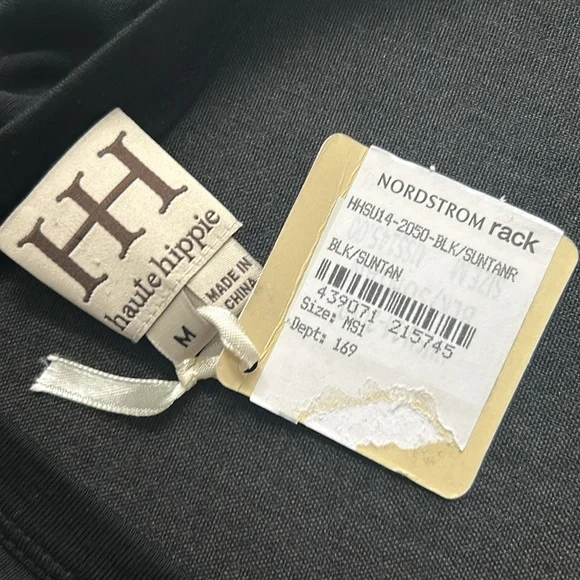 HH
haute hippie
M
MADE IN
CHINA
NORDSTROM rack
HHSU14-2050-BLK/SUNTANR
BLK/SUNTAN
439071 215745
Size: MS1
Dept: 169